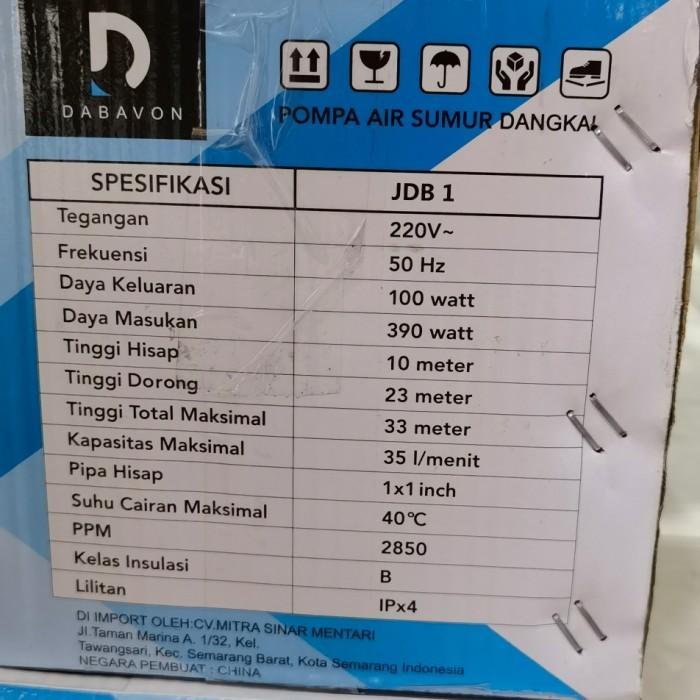 DABAVON
POMPA AIR SUMUR DANGKAL
SPESIFIKASI JDB 1
Tegangan 220V~
Frekuensi 50 Hz
Daya Keluaran 100 watt
Daya Masukan 390 watt
Tinggi Hisap 10 meter
Tinggi Dorong 23 meter
Tinggi Total Maksimal 33 meter
Kapasitas Maksimal 35 l/menit
Pipa Hisap 1x1 inch
Suhu Cairan Maksimal 40°C
PPM 2850
Kelas Insulasi B
Lilitan IPx4
DI IMPORT OLEH:CV.MITRA SINAR MENTARI
Jl.Taman Marina A. 1/32, Kel.
Tawangsari, Kec. Semarang Barat, Kota Semarang Indonesia
NEGARA PEMBUAT : CHINA